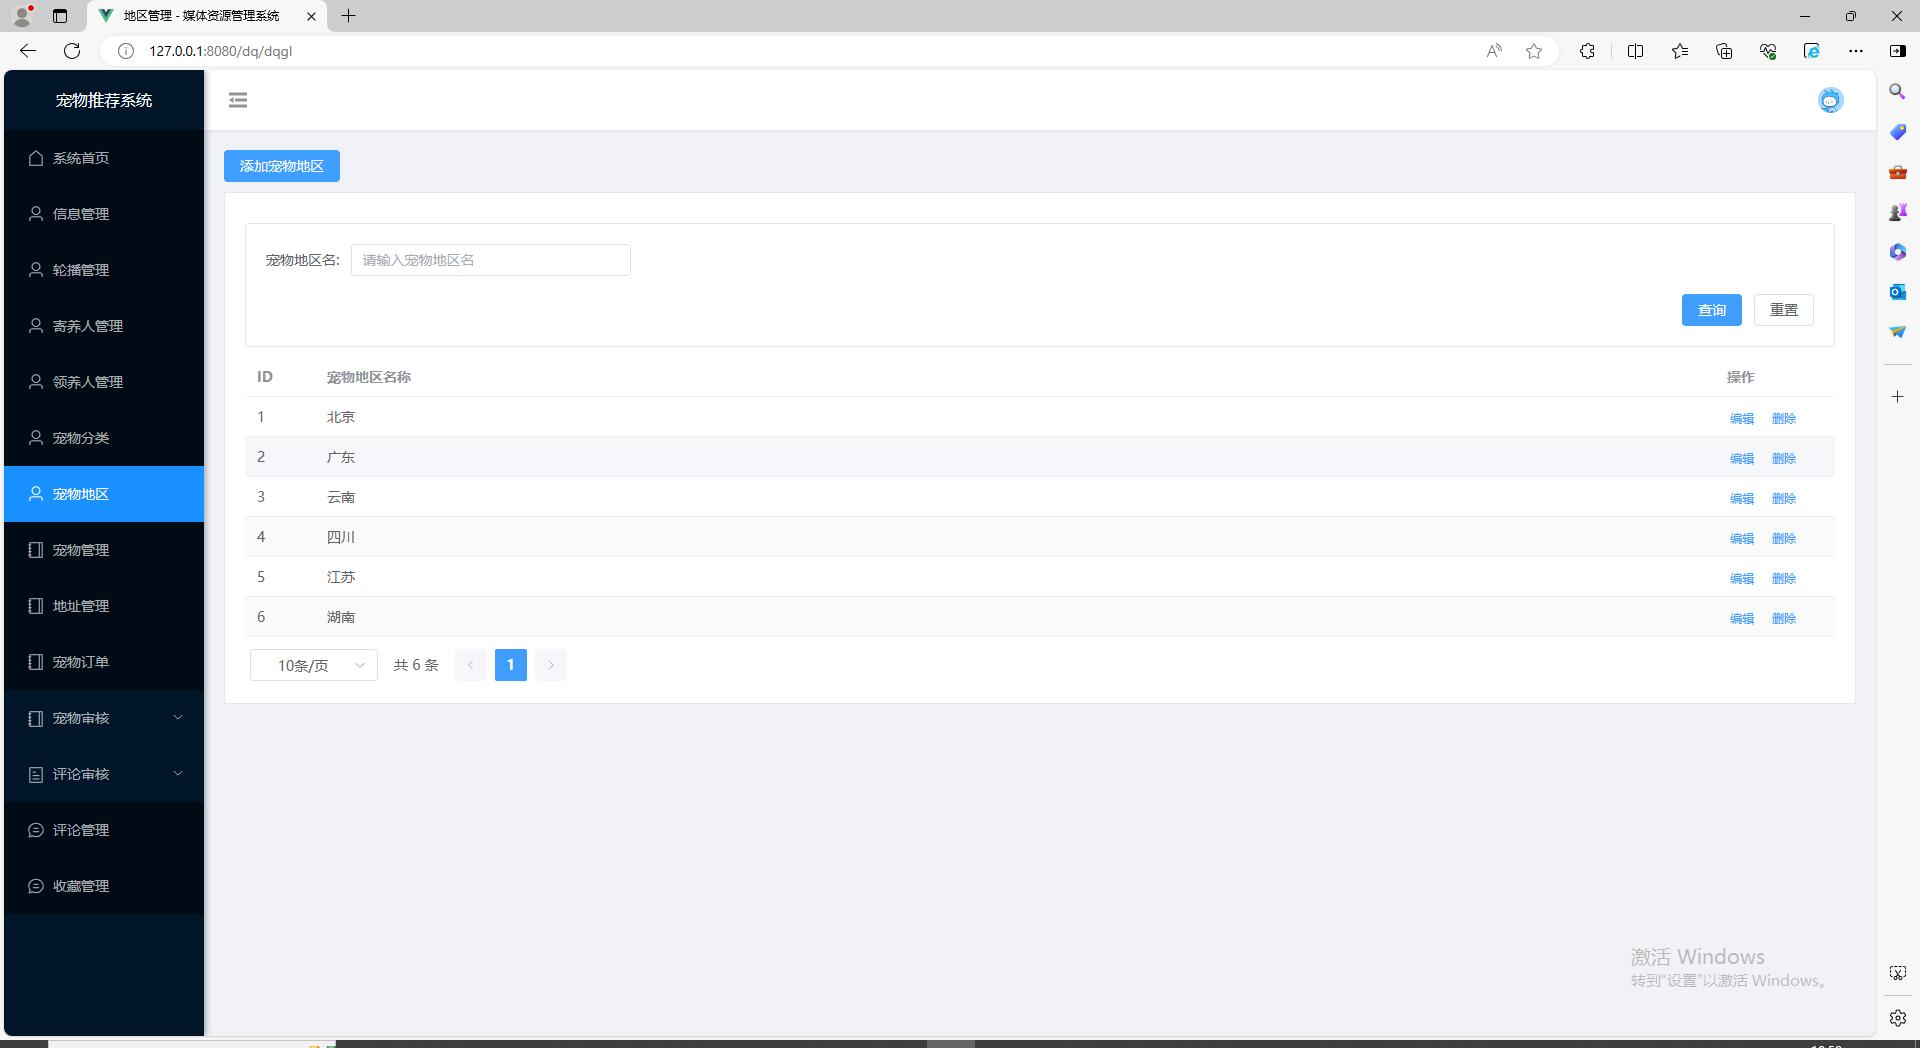 地区管理 - 媒体资源管理系统
127.0.0.1:8080/dq/dqgl
宠物推荐系统
系统首页
信息管理
轮播管理
寄养人管理
领养人管理
宠物分类
宠物地区
宠物管理
地址管理
宠物订单
宠物审核
评论审核
评论管理
收藏管理
添加宠物地区
宠物地区名: 请输入宠物地区名
查询 重置
ID 宠物地区名称 操作
1 北京 编辑 删除
2 广东 编辑 删除
3 云南 编辑 删除
4 四川 编辑 删除
5 江苏 编辑 删除
6 湖南 编辑 删除
10条/页 共 6 条 1
激活 Windows
转到"设置"以激活 Windows。